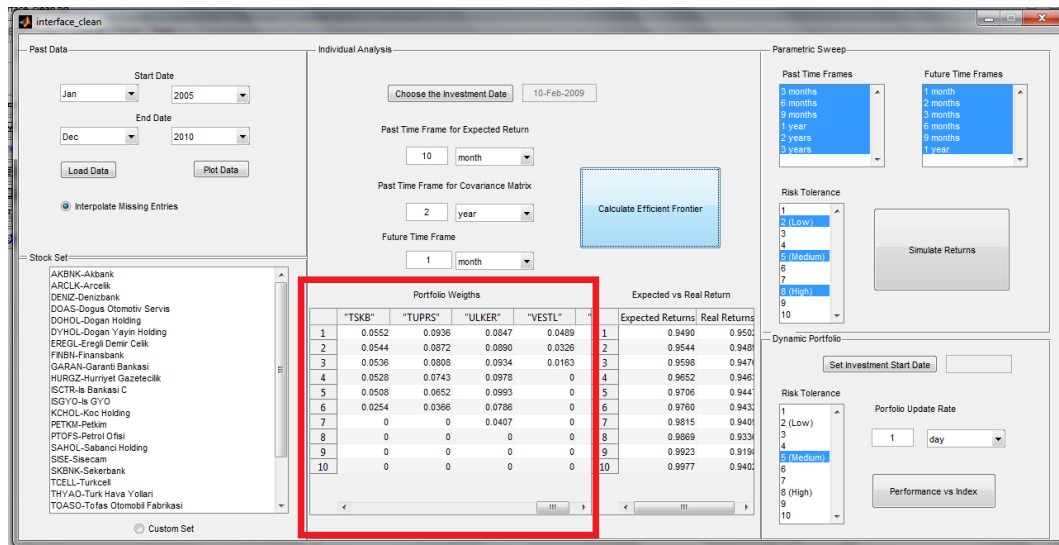 interface_clean
Past Data
Start Date
Jan
2005
End Date
Dec
2010
Load Data
Plot Data
Interpolate Missing Entries
Stock Set
AKBNK-Akbank
ARCLK-Arcelik
DENIZ-Denizbank
DOAS-Dogus Otomotiv Servis
DOHOL-Dogan Holding
DYHOL-Dogan Yayin Holding
EREGL-Eregli Demir Celik
FINBN-Finansbank
GARAN-Garanti Bankasi
HURGZ-Hurriyet Gazetecilik
ISCTR-Is Bankasi C
ISGYO-Is GYO
KCHOL-Koc Holding
PETKM-Petkim
PTOFS-Petrol Ofisi
SAHOL-Sabanci Holding
SISE-Sisecam
SKBNK-Sekerbank
TCELL-Turkcell
THYAO-Turk Hava Yollari
TOASO-Tofas Otomobil Fabrikasi
Custom Set
Individual Analysis
Choose the Investment Date
10-Feb-2009
Past Time Frame for Expected Return
10 month
Past Time Frame for Covariance Matrix
2 year
Future Time Frame
1 month
Calculate Efficient Frontier
Portfolio Weigths
"TSKB" "TUPRS" "ULKER" "VESTL"
1 0.0552 0.0936 0.0847 0.0489
2 0.0544 0.0872 0.0890 0.0326
3 0.0536 0.0808 0.0934 0.0163
4 0.0528 0.0743 0.0978 0
5 0.0508 0.0652 0.0993 0
6 0.0254 0.0366 0.0786 0
7 0 0 0.0407 0
8 0 0 0 0
9 0 0 0 0
10 0 0 0 0
Expected vs Real Return
Expected Returns Real Returns
1 0.9490
2 0.9544
3 0.9598
4 0.9652
5 0.9706
6 0.9760
7 0.9815
8 0.9869
9 0.9923
10 0.9977
Parametric Sweep
Past Time Frames
3 months
6 months
9 months
1 year
2 years
3 years
Future Time Frames
1 month
2 months
3 months
6 months
9 months
1 year
Risk Tolerance
1
2 (Low)
3
4
5 (Medium)
6
7
8 (High)
9
10
Simulate Returns
Dynamic Portfolio
Set Investment Start Date
Risk Tolerance
1
2 (Low)
3
4
5 (Medium)
6
7
8 (High)
9
10
Porfolio Update Rate
1 day
Performance vs Index